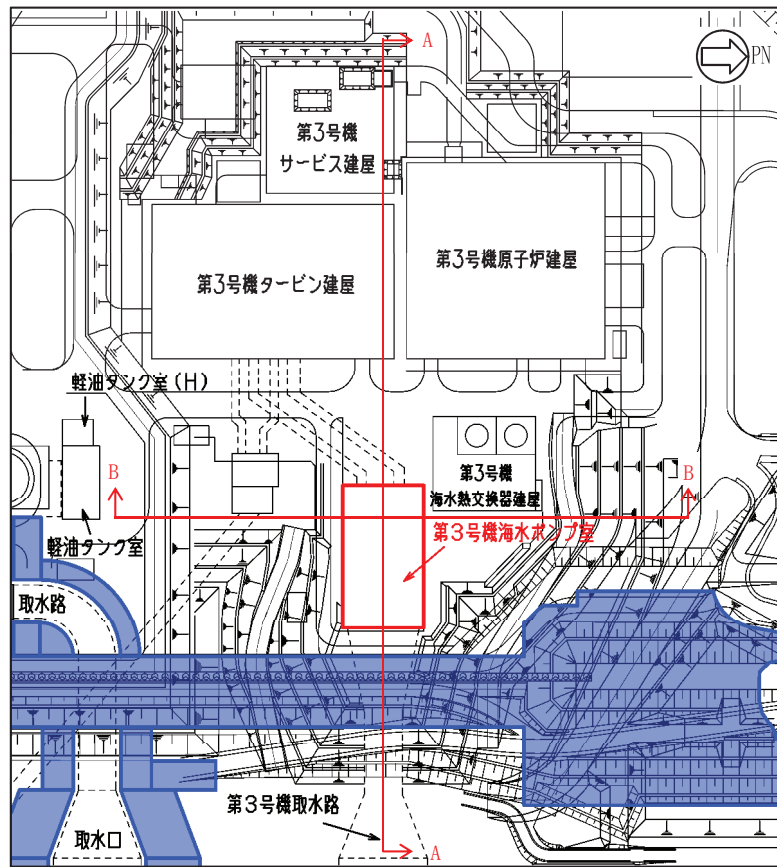 A
PN
第3号機
サービス建屋
第3号機タービン建屋
第3号機原子炉建屋
軽油タンク室(H)
B
第3号機
海水熱交換器建屋
B
第3号機海水ポンプ室
軽油タンク室
取水路
第3号機取水路
取水口
A